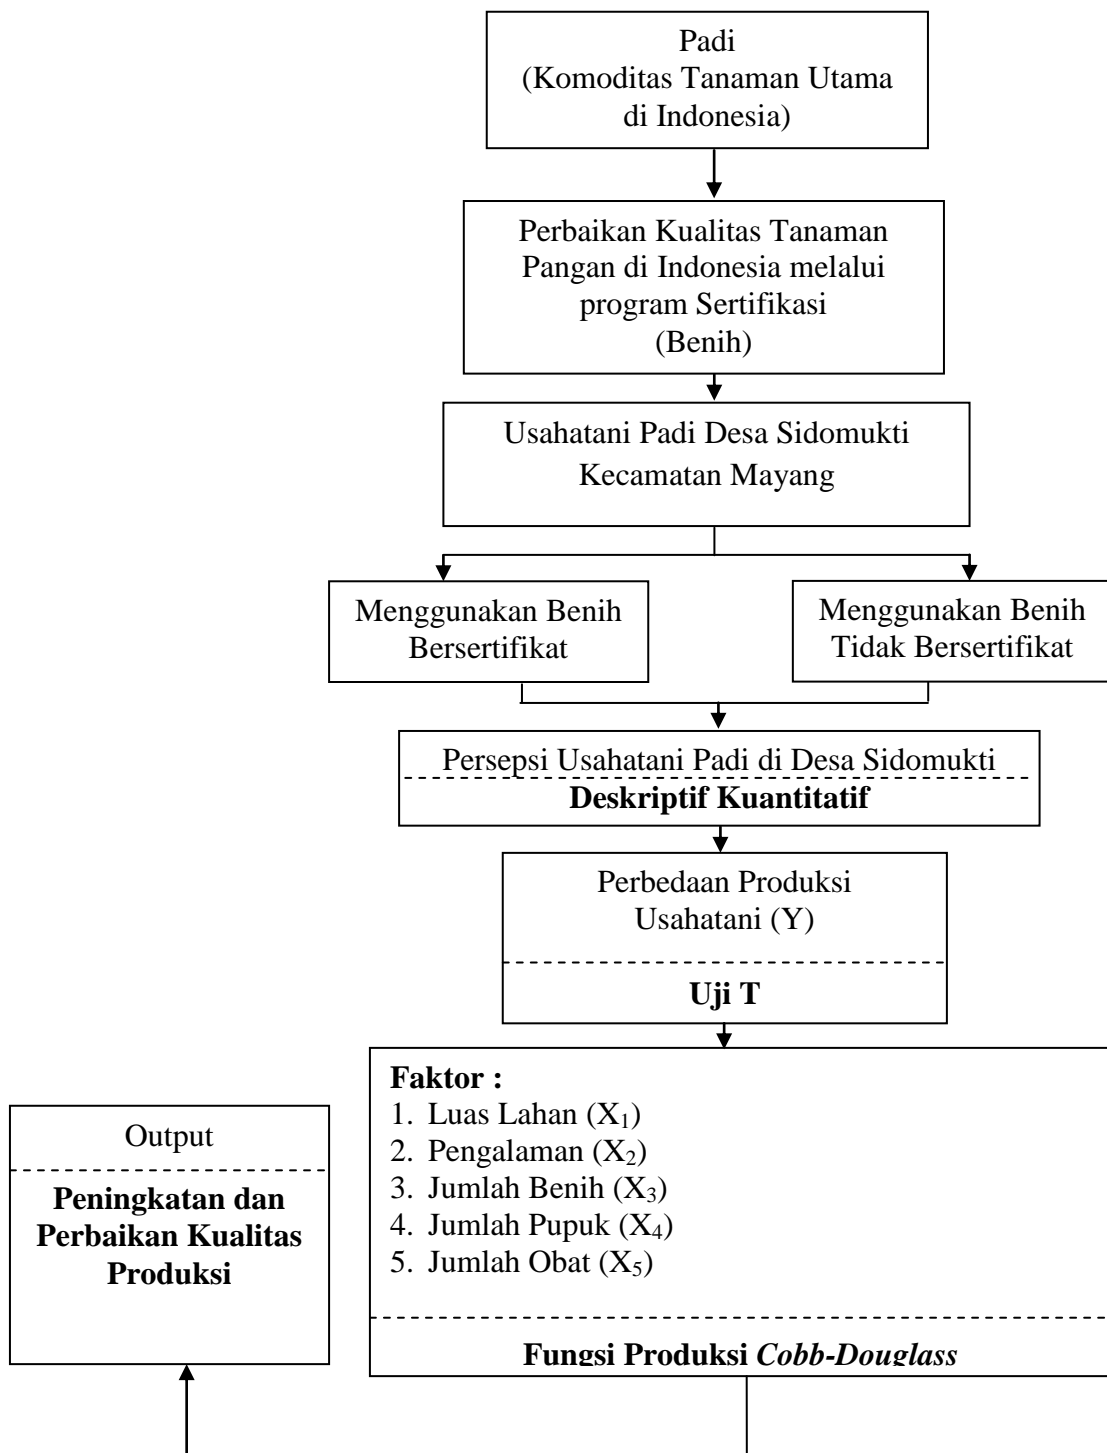 Padi
(Komoditas Tanaman Utama
di Indonesia)
Perbaikan Kualitas Tanaman
Pangan di Indonesia melalui
program Sertifikasi
(Benih)
Usahatani Padi Desa Sidomukti
Kecamatan Mayang
Menggunakan Benih
Bersertifikat
Menggunakan Benih
Tidak Bersertifikat
Persepsi Usahatani Padi di Desa Sidomukti
Deskriptif Kuantitatif
Perbedaan Produksi
Usahatani (Y)
Uji T
Faktor :
1. Luas Lahan (X₁)
2. Pengalaman (X₂)
3. Jumlah Benih (X₃)
4. Jumlah Pupuk (X₄)
5. Jumlah Obat (X₅)
Fungsi Produksi Cobb-Douglass
Output
Peningkatan dan
Perbaikan Kualitas
Produksi